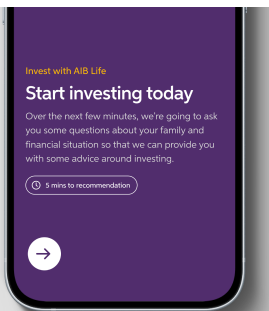 Invest with AIB Life
Start investing today
Over the next few minutes, we're going to ask
you some questions about your family and
financial situation so that we can provide you
with some advice around investing.
5 mins to recommendation